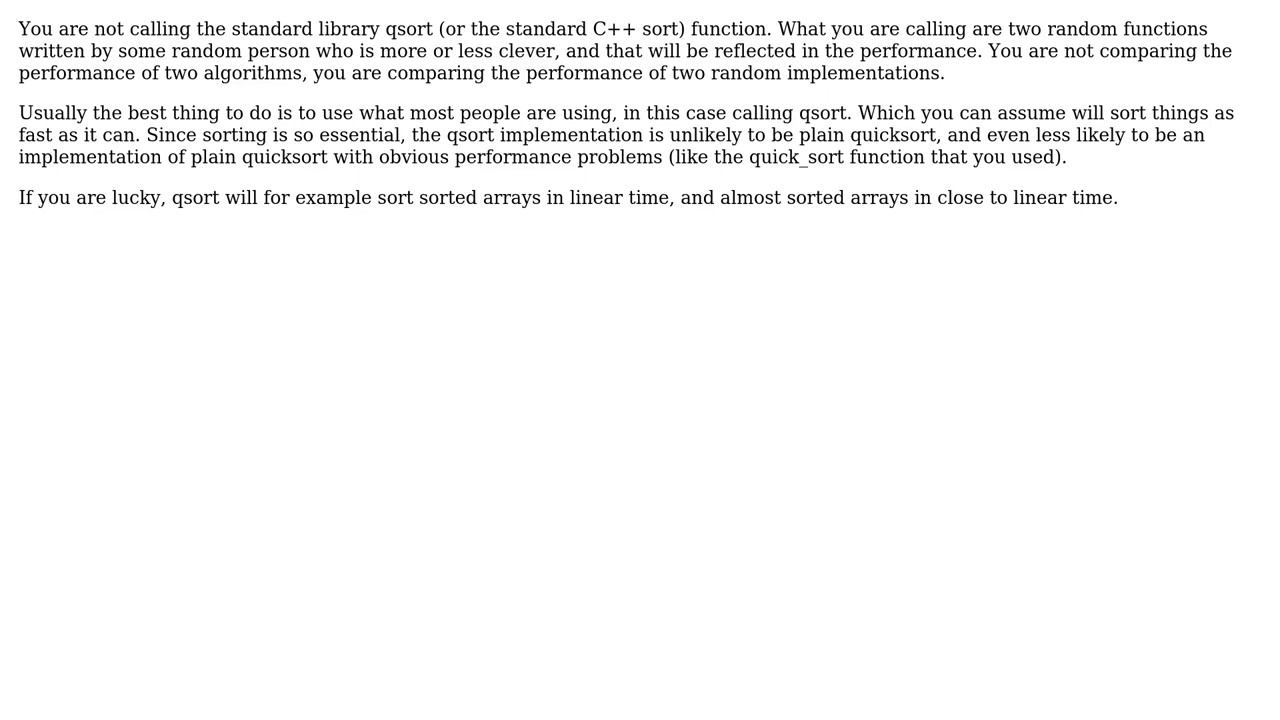 You are not calling the standard library qsort (or the standard C++ sort) function. What you are calling are two random functions
written by some random person who is more or less clever, and that will be reflected in the performance. You are not comparing the
performance of two algorithms, you are comparing the performance of two random implementations.
Usually the best thing to do is to use what most people are using, in this case calling qsort. Which you can assume will sort things as
fast as it can. Since sorting is so essential, the qsort implementation is unlikely to be plain quicksort, and even less likely to be an
implementation of plain quicksort with obvious performance problems (like the quick_sort function that you used).
If you are lucky, qsort will for example sort sorted arrays in linear time, and almost sorted arrays in close to linear time.